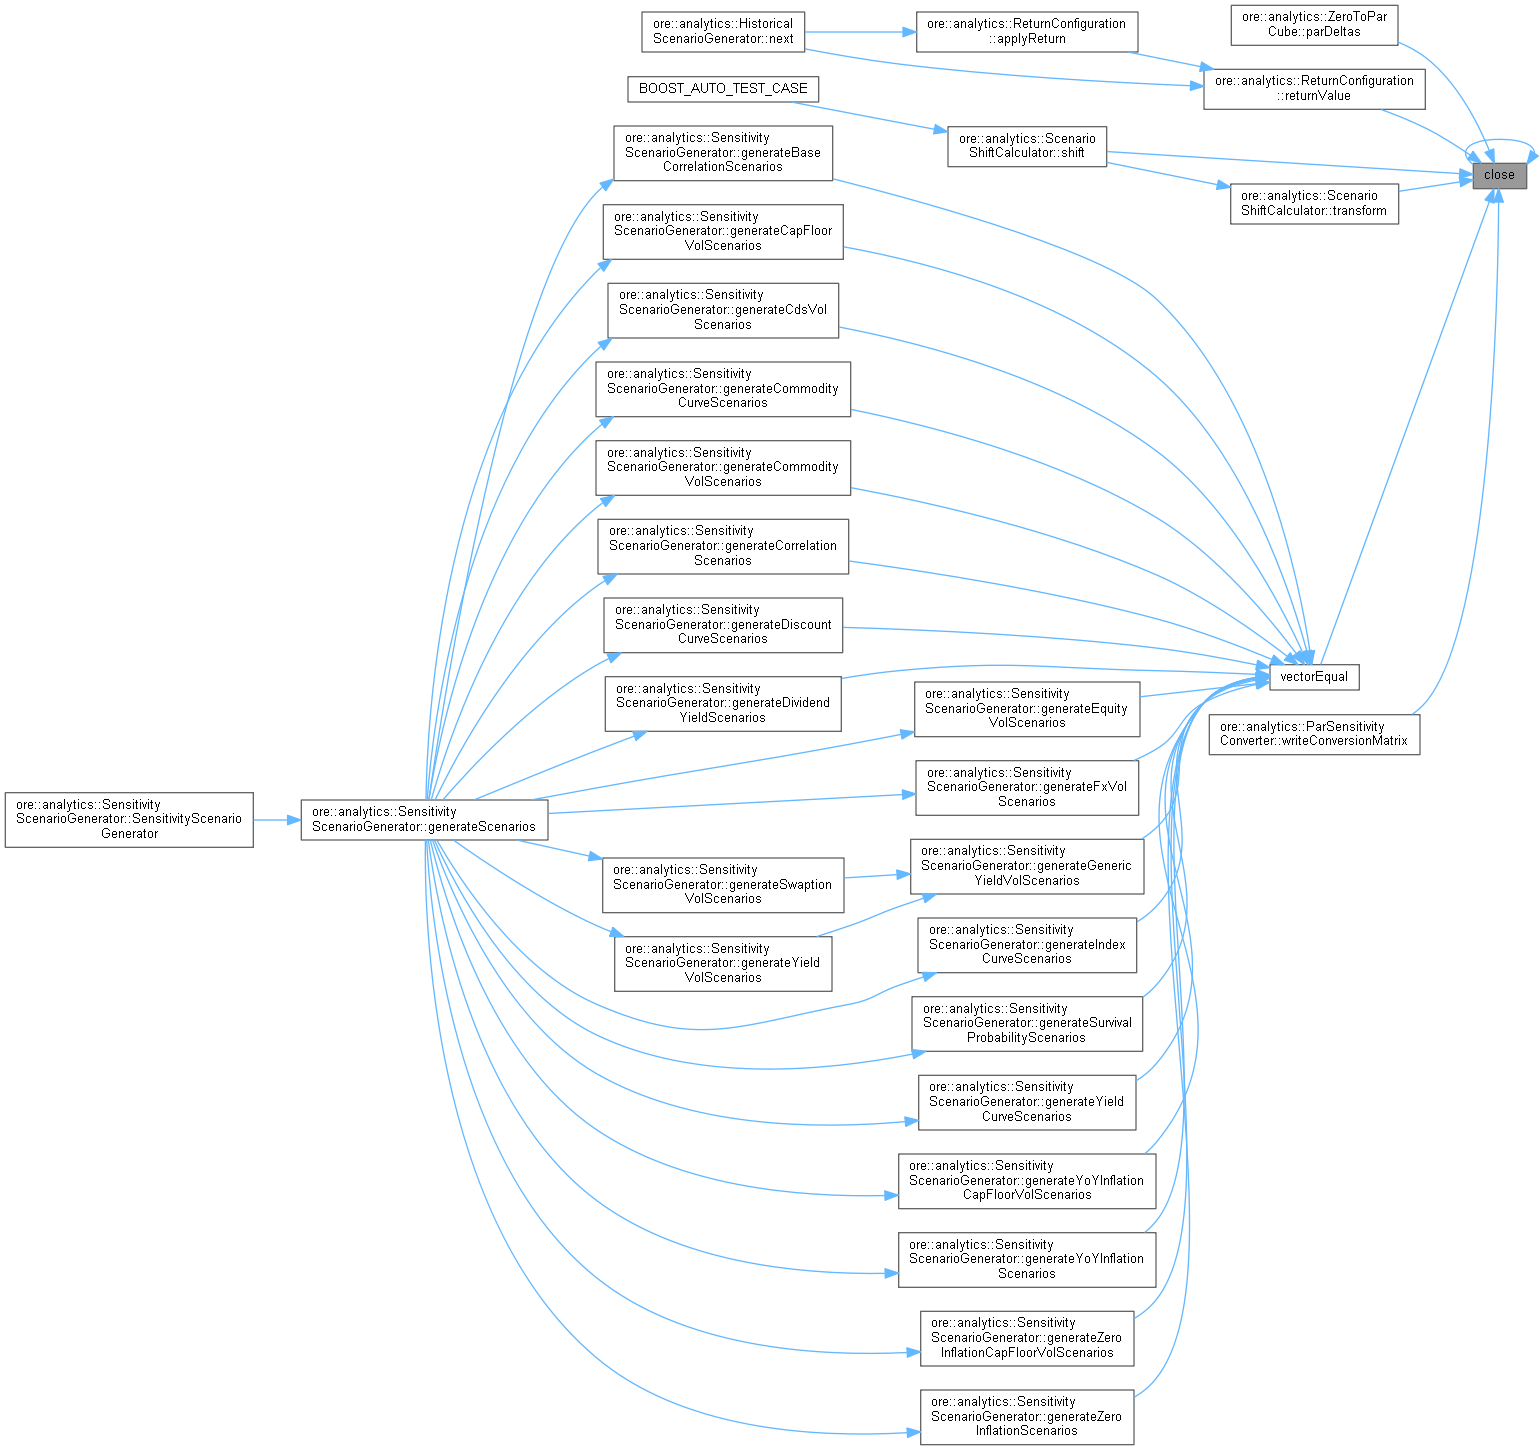 ore::analytics::Historical
ScenarioGenerator::next
ore::analytics::ReturnConfiguration
::applyReturn
ore::analytics::ZeroToPar
Cube::parDeltas
ore::analytics::ReturnConfiguration
::returnValue
BOOST_AUTO_TEST_CASE
ore::analytics::Scenario
ShiftCalculator::shift
close
ore::analytics::Scenario
ShiftCalculator::transform
ore::analytics::Sensitivity
ScenarioGenerator::generateBase
CorrelationScenarios
ore::analytics::Sensitivity
ScenarioGenerator::generateCapFloor
VolScenarios
ore::analytics::Sensitivity
ScenarioGenerator::generateCdsVol
Scenarios
ore::analytics::Sensitivity
ScenarioGenerator::generateCommodity
CurveScenarios
ore::analytics::Sensitivity
ScenarioGenerator::generateCommodity
VolScenarios
ore::analytics::Sensitivity
ScenarioGenerator::generateCorrelation
Scenarios
ore::analytics::Sensitivity
ScenarioGenerator::generateDiscount
CurveScenarios
ore::analytics::Sensitivity
ScenarioGenerator::generateDividend
YieldScenarios
ore::analytics::Sensitivity
ScenarioGenerator::generateEquity
VolScenarios
vectorEqual
ore::analytics::ParSensitivity
Converter::writeConversionMatrix
ore::analytics::Sensitivity
ScenarioGenerator::generateFxVol
Scenarios
ore::analytics::Sensitivity
ScenarioGenerator::SensitivityScenario
Generator
ore::analytics::Sensitivity
ScenarioGenerator::generateScenarios
ore::analytics::Sensitivity
ScenarioGenerator::generateSwaption
VolScenarios
ore::analytics::Sensitivity
ScenarioGenerator::generateGeneric
YieldVolScenarios
ore::analytics::Sensitivity
ScenarioGenerator::generateYield
VolScenarios
ore::analytics::Sensitivity
ScenarioGenerator::generateIndex
CurveScenarios
ore::analytics::Sensitivity
ScenarioGenerator::generateSurvival
ProbabilityScenarios
ore::analytics::Sensitivity
ScenarioGenerator::generateYield
CurveScenarios
ore::analytics::Sensitivity
ScenarioGenerator::generateYoYInflation
CapFloorVolScenarios
ore::analytics::Sensitivity
ScenarioGenerator::generateYoYInflation
Scenarios
ore::analytics::Sensitivity
ScenarioGenerator::generateZero
InflationCapFloorVolScenarios
ore::analytics::Sensitivity
ScenarioGenerator::generateZero
InflationScenarios